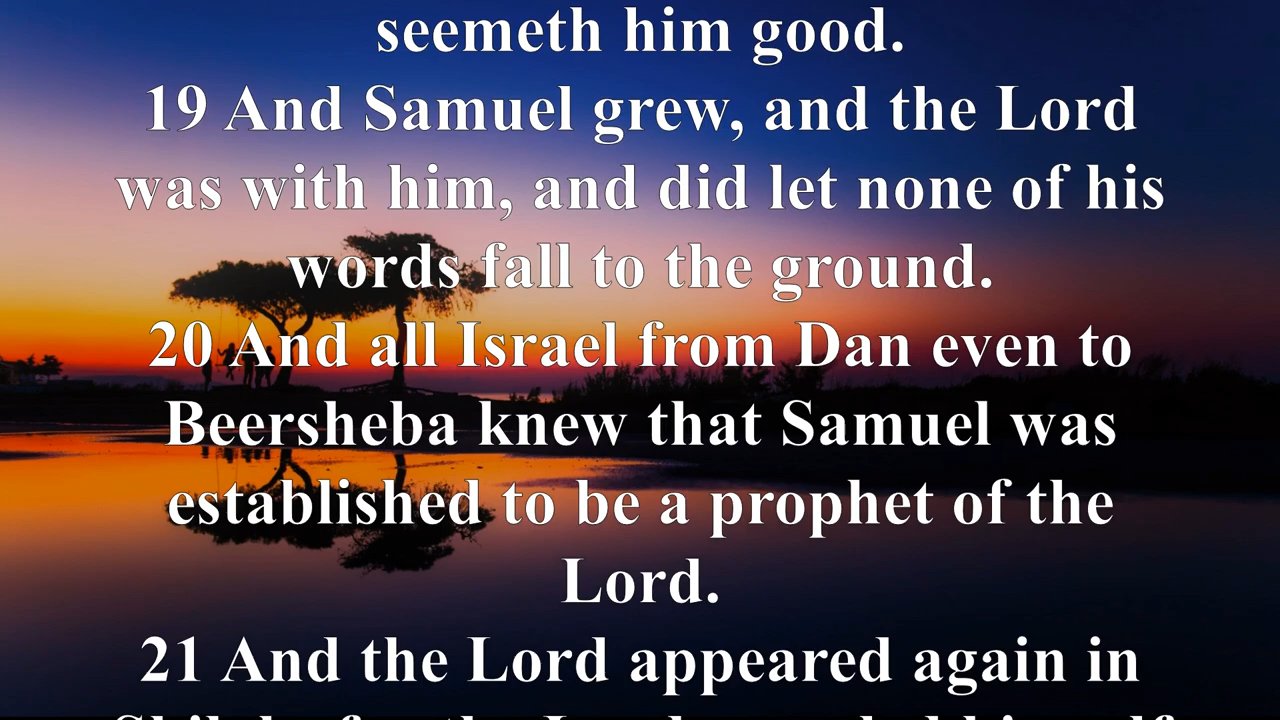 seemeth him good.
19 And Samuel grew, and the Lord
was with him, and did let none of his
words fall to the ground.
20 And all Israel from Dan even to
Beersheba knew that Samuel was
established to be a prophet of the
Lord.
21 And the Lord appeared again in